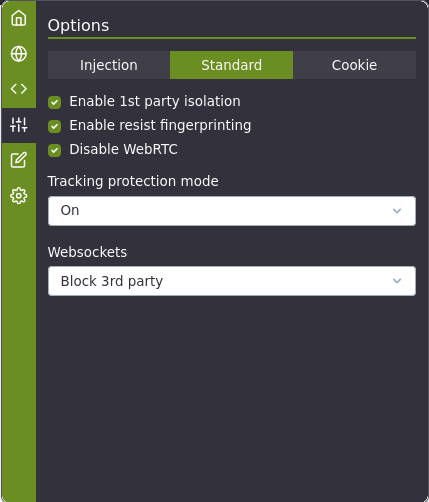 Options
Injection
Standard
Cookie
Enable 1st party isolation
Enable resist fingerprinting
Disable WebRTC
Tracking protection mode
On
Websockets
Block 3rd party